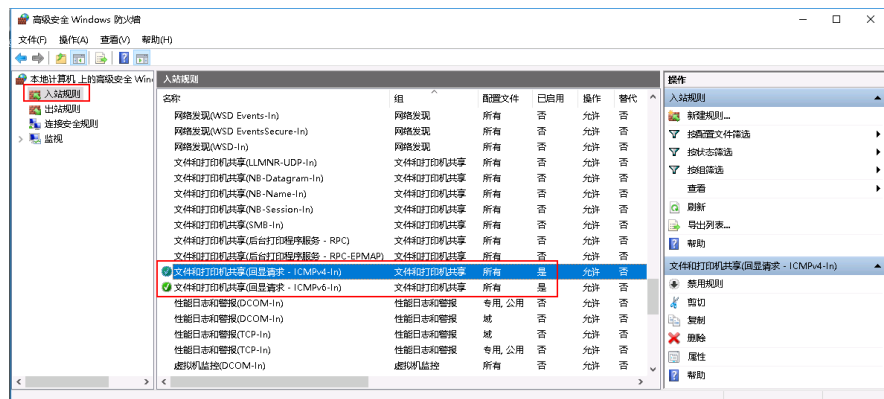 高级安全 Windows 防火墙
文件(F) 操作(A) 查看(V) 帮助(H)
本地计算机 上的高级安全 Win
入站规则
出站规则
连接安全规则
监视
入站规则
名称 组 配置文件 已启用 操作 替代
网络发现(WSD Events-In) 网络发现 所有 否 允许 否
网络发现(WSD EventsSecure-In) 网络发现 所有 否 允许 否
网络发现(WSD-In) 网络发现 所有 否 允许 否
文件和打印机共享(LLMNR-UDP-In) 文件和打印机共享 所有 否 允许 否
文件和打印机共享(NB-Datagram-In) 文件和打印机共享 所有 否 允许 否
文件和打印机共享(NB-Name-In) 文件和打印机共享 所有 否 允许 否
文件和打印机共享(NB-Session-In) 文件和打印机共享 所有 否 允许 否
文件和打印机共享(SMB-In) 文件和打印机共享 所有 否 允许 否
文件和打印机共享(后台打印程序服务 - RPC) 文件和打印机共享 所有 否 允许 否
文件和打印机共享(后台打印程序服务 - RPC-EPMAP) 文件和打印机共享 所有 否 允许 否
文件和打印机共享(回显请求 - ICMPv4-In) 文件和打印机共享 所有 是 允许 否
文件和打印机共享(回显请求 - ICMPv6-In) 文件和打印机共享 所有 是 允许 否
性能日志和警报(DCOM-In) 性能日志和警报 专用, 公用 否 允许 否
性能日志和警报(DCOM-In) 性能日志和警报 域 否 允许 否
性能日志和警报(TCP-In) 性能日志和警报 域 否 允许 否
性能日志和警报(TCP-In) 性能日志和警报 专用, 公用 否 允许 否
虚拟机监控(DCOM-In) 虚拟机监控 所有 否 允许 否
操作
入站规则
新建规则...
按配置文件筛选
按状态筛选
按组筛选
查看
刷新
导出列表...
帮助
文件和打印机共享(回显请求 - ICMPv4-In)
禁用规则
剪切
复制
删除
属性
帮助